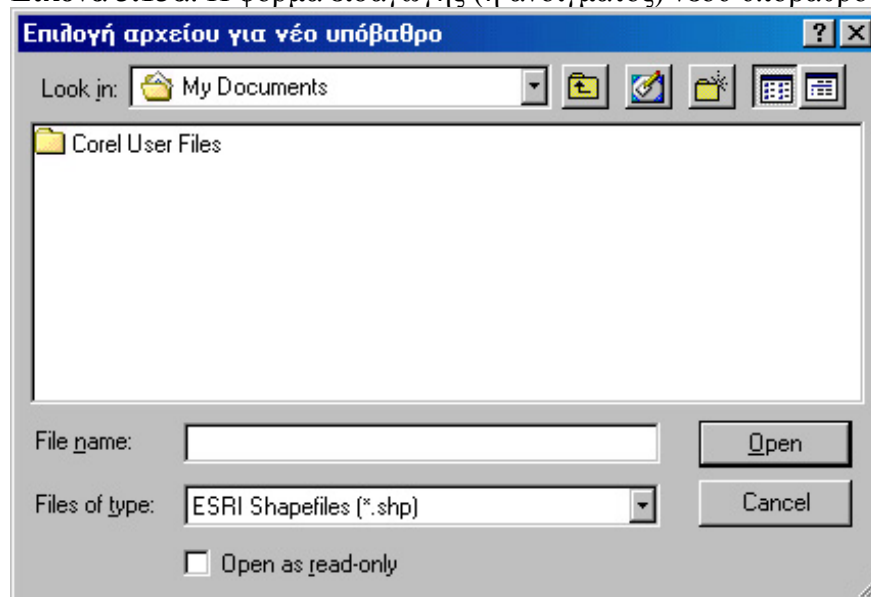 Επιλογή αρχείου για νέο υπόβαθρο
Look in: My Documents
Corel User Files
File name:
Open
Files of type: ESRI Shapefiles (*.shp)
Cancel
Open as read-only